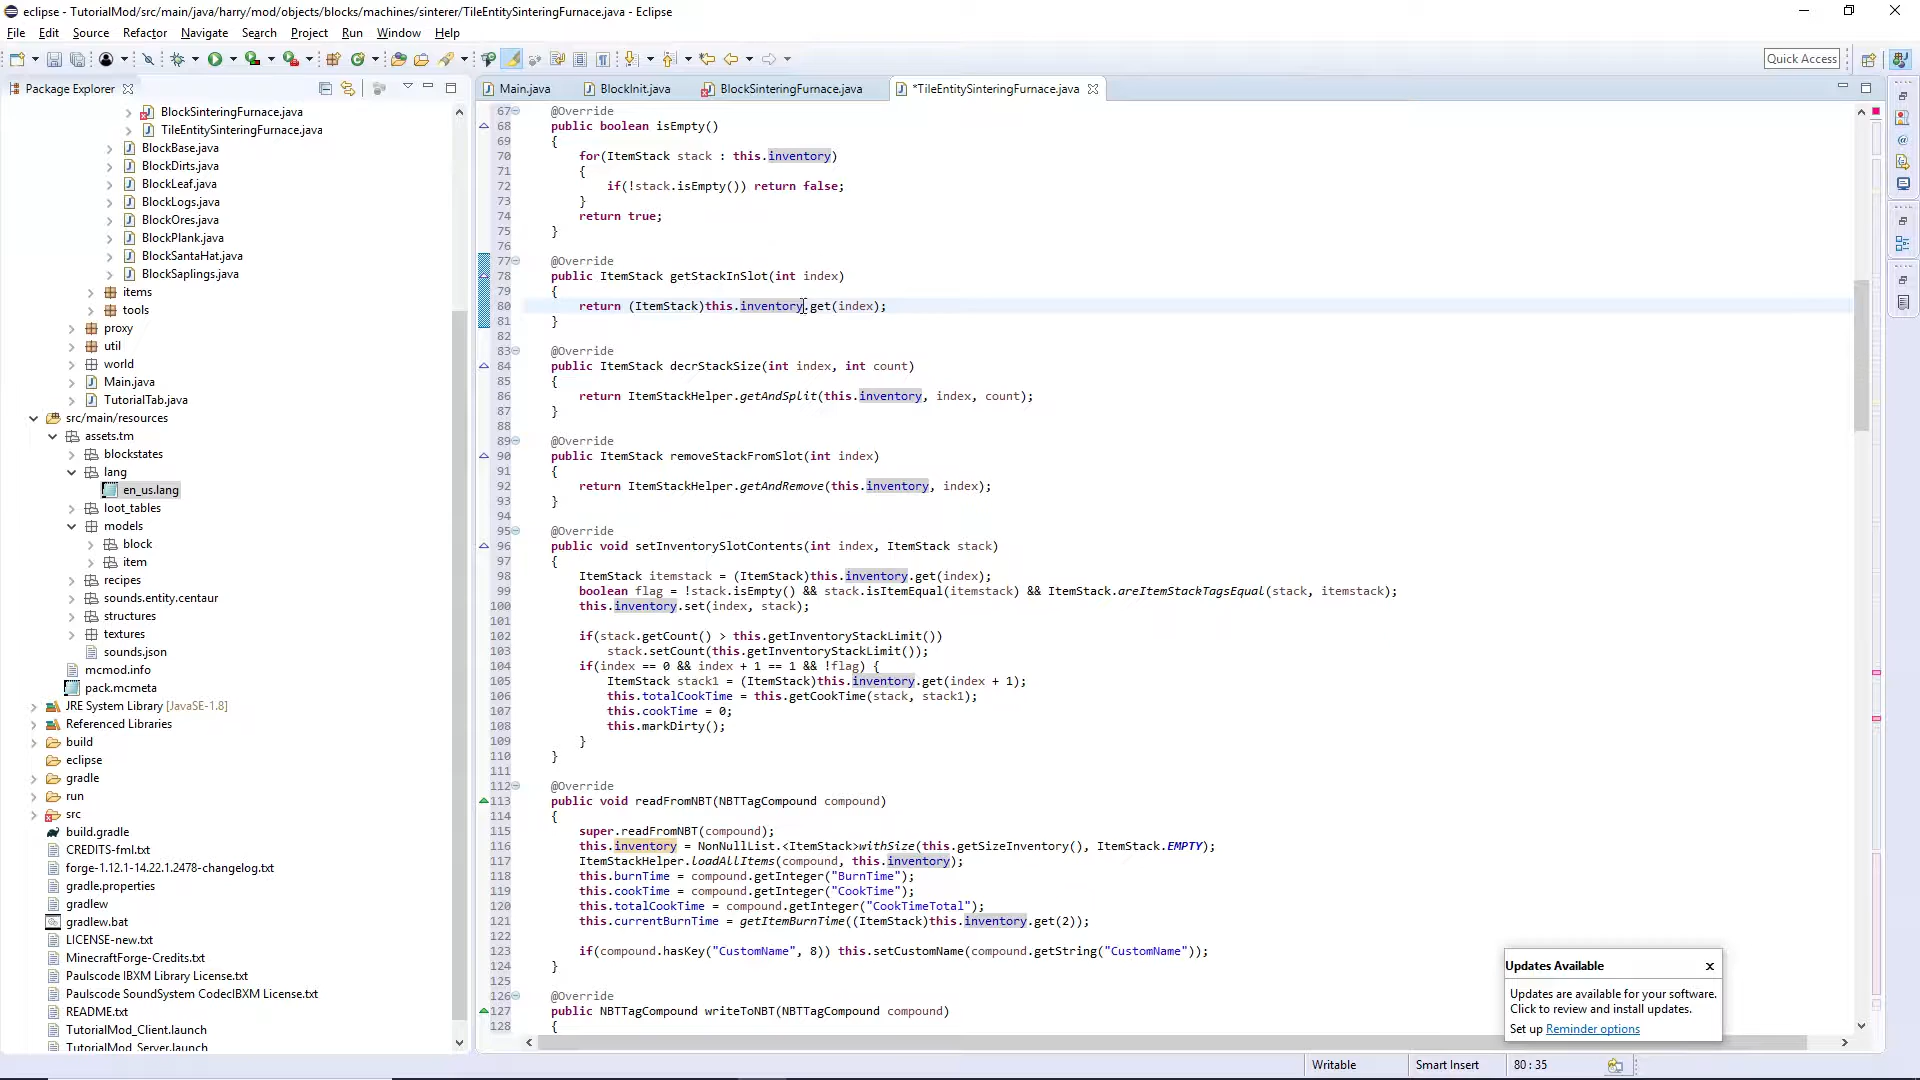 eclipse - TutorialMod/src/main/java/harry/mod/objects/blocks/machines/sinterer/TileEntitySinteringFurnace.java - Eclipse
File Edit Source Refactor Navigate Search Project Run Window Help
Quick Access
Package Explorer
Main.java BlockInit.java BlockSinteringFurnace.java *TileEntitySinteringFurnace.java
BlockSinteringFurnace.java
TileEntitySinteringFurnace.java
BlockBase.java
BlockDirts.java
BlockLeaf.java
BlockLogs.java
BlockOres.java
BlockPlank.java
BlockSantaHat.java
BlockSaplings.java
items
tools
proxy
util
world
Main.java
TutorialTab.java
src/main/resources
assets.tm
blockstates
lang
en_us.lang
loot_tables
models
block
item
recipes
sounds.entity.centaur
structures
textures
sounds.json
mcmod.info
pack.mcmeta
JRE System Library [JavaSE-1.8]
Referenced Libraries
build
eclipse
gradle
run
src
build.gradle
CREDITS-fml.txt
forge-1.12.1-14.22.1.2478-changelog.txt
gradle.properties
gradlew
gradlew.bat
LICENSE-new.txt
MinecraftForge-Credits.txt
Paulscode IBXM Library License.txt
Paulscode SoundSystem CodecIBXM License.txt
README.txt
TutorialMod_Client.launch
TutorialMod_Server.launch
67 @Override
68 public boolean isEmpty()
69 {
70 for(ItemStack stack : this.inventory)
71 {
72 if(!stack.isEmpty()) return false;
73 }
74 return true;
75 }
76
77 @Override
78 public ItemStack getStackInSlot(int index)
79 {
80 return (ItemStack)this.inventory.get(index);
81 }
82
83 @Override
84 public ItemStack decrStackSize(int index, int count)
85 {
86 return ItemStackHelper.getAndSplit(this.inventory, index, count);
87 }
88
89 @Override
90 public ItemStack removeStackFromSlot(int index)
91 {
92 return ItemStackHelper.getAndRemove(this.inventory, index);
93 }
94
95 @Override
96 public void setInventorySlotContents(int index, ItemStack stack)
97 {
98 ItemStack itemstack = (ItemStack)this.inventory.get(index);
99 boolean flag = !stack.isEmpty() && stack.isItemEqual(itemstack) && ItemStack.areItemStackTagsEqual(stack, itemstack);
100 this.inventory.set(index, stack);
101
102 if(stack.getCount() > this.getInventoryStackLimit())
103 stack.setCount(this.getInventoryStackLimit());
104 if(index == 0 && index + 1 == 1 && !flag) {
105 ItemStack stack1 = (ItemStack)this.inventory.get(index + 1);
106 this.totalCookTime = this.getCookTime(stack, stack1);
107 this.cookTime = 0;
108 this.markDirty();
109 }
110 }
111
112 @Override
113 public void readFromNBT(NBTTagCompound compound)
114 {
115 super.readFromNBT(compound);
116 this.inventory = NonNullList.<ItemStack>withSize(this.getSizeInventory(), ItemStack.EMPTY);
117 ItemStackHelper.loadAllItems(compound, this.inventory);
118 this.burnTime = compound.getInteger("BurnTime");
119 this.cookTime = compound.getInteger("CookTime");
120 this.totalCookTime = compound.getInteger("CookTimeTotal");
121 this.currentBurnTime = getItemBurnTime((ItemStack)this.inventory.get(2));
122
123 if(compound.hasKey("CustomName", 8)) this.setCustomName(compound.getString("CustomName"));
124 }
125
126 @Override
127 public NBTTagCompound writeToNBT(NBTTagCompound compound)
128 {
Updates Available x
Updates are available for your software.
Click to review and install updates.
Set up Reminder options
Writable Smart Insert 80 : 35